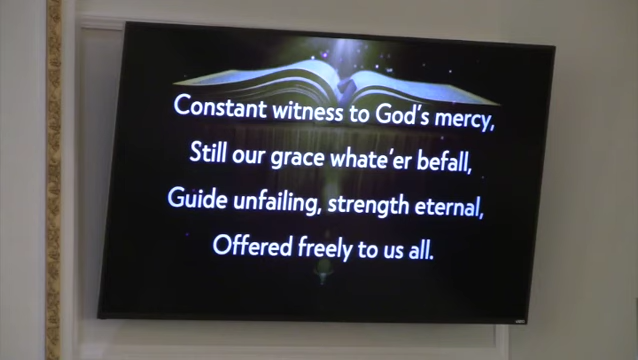 Constant witness to God's mercy,
Still our grace whate'er befall,
Guide unfailing, strength eternal,
Offered freely to us all.